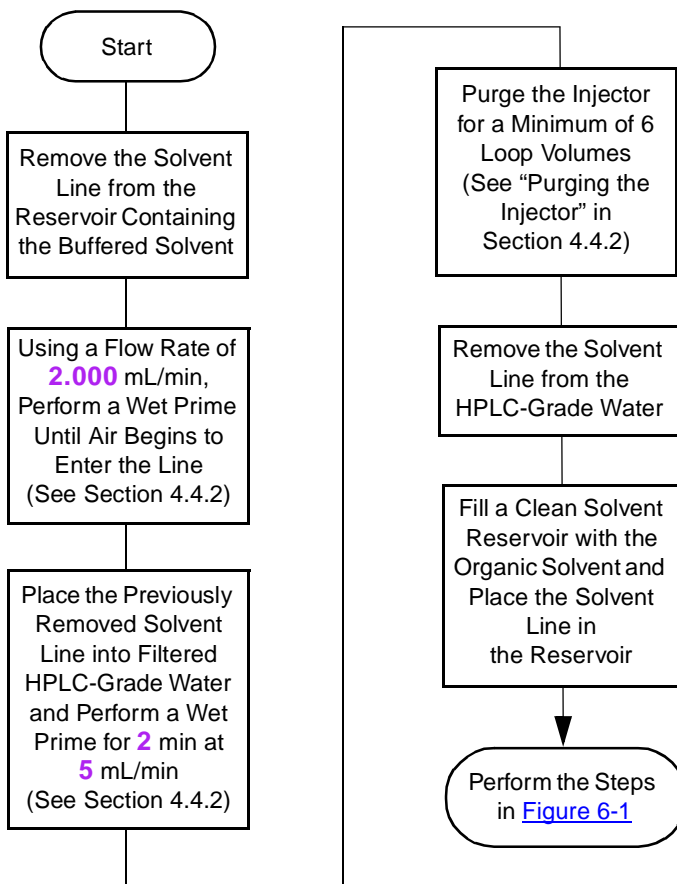 Start
Remove the Solvent
Line from the
Reservoir Containing
the Buffered Solvent
Using a Flow Rate of
2.000 mL/min,
Perform a Wet Prime
Until Air Begins to
Enter the Line
(See Section 4.4.2)
Place the Previously
Removed Solvent
Line into Filtered
HPLC-Grade Water
and Perform a Wet
Prime for 2 min at
5 mL/min
(See Section 4.4.2)
Purge the Injector
for a Minimum of 6
Loop Volumes
(See “Purging the
Injector” in
Section 4.4.2)
Remove the Solvent
Line from the
HPLC-Grade Water
Fill a Clean Solvent
Reservoir with the
Organic Solvent and
Place the Solvent
Line in
the Reservoir
Perform the Steps
in Figure 6-1